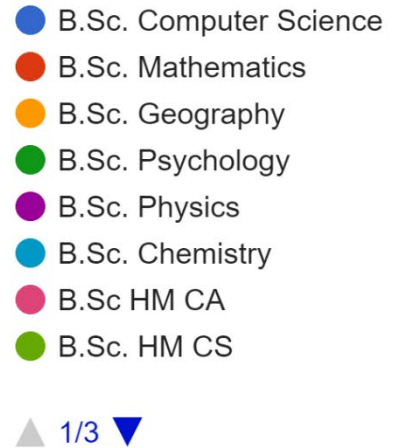 B.Sc. Computer Science
B.Sc. Mathematics
B.Sc. Geography
B.Sc. Psychology
B.Sc. Physics
B.Sc. Chemistry
B.Sc HM CA
B.Sc. HM CS
1/3